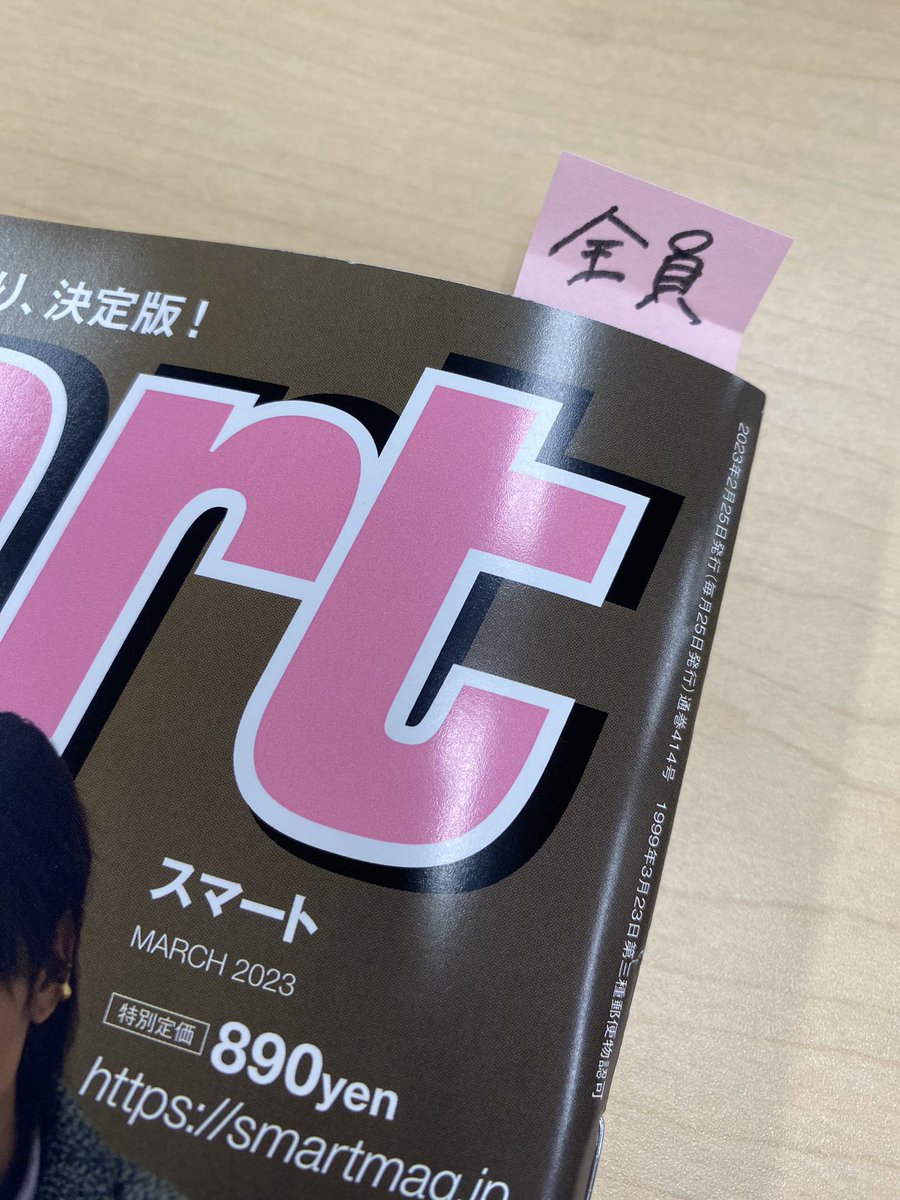 全員
り、決定版！
art
スマート
MARCH 2023
特別定価 890yen
https://smartmag.jp
2023年2月25日発行（毎月25日発行）通巻414号 1999年3月23日第三種郵便物認可